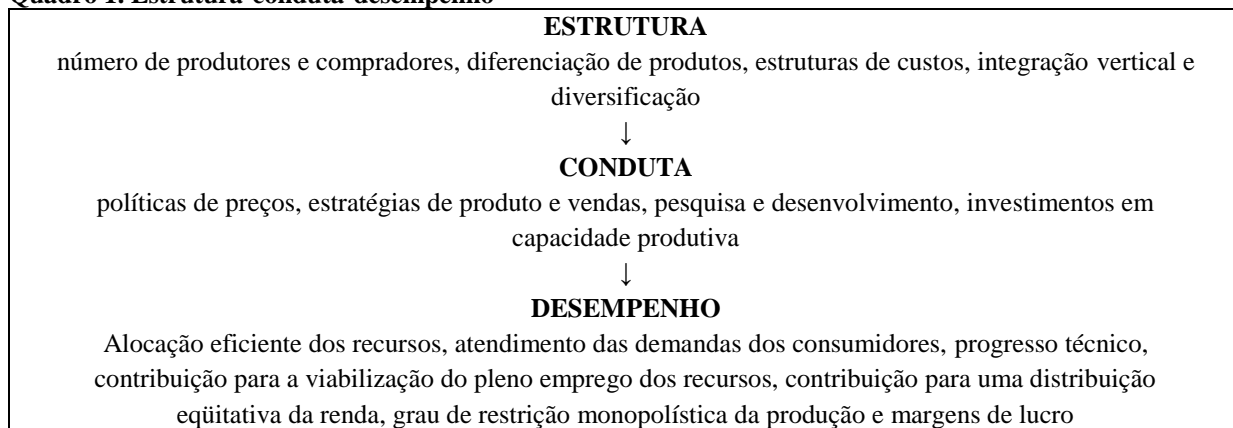 Quadro 1. Estrutura-conduta-desempenho
ESTRUTURA
número de produtores e compradores, diferenciação de produtos, estruturas de custos, integração vertical e
diversificação
↓
CONDUTA
políticas de preços, estratégias de produto e vendas, pesquisa e desenvolvimento, investimentos em
capacidade produtiva
↓
DESEMPENHO
Alocação eficiente dos recursos, atendimento das demandas dos consumidores, progresso técnico,
contribuição para a viabilização do pleno emprego dos recursos, contribuição para uma distribuição
eqüitativa da renda, grau de restrição monopolística da produção e margens de lucro